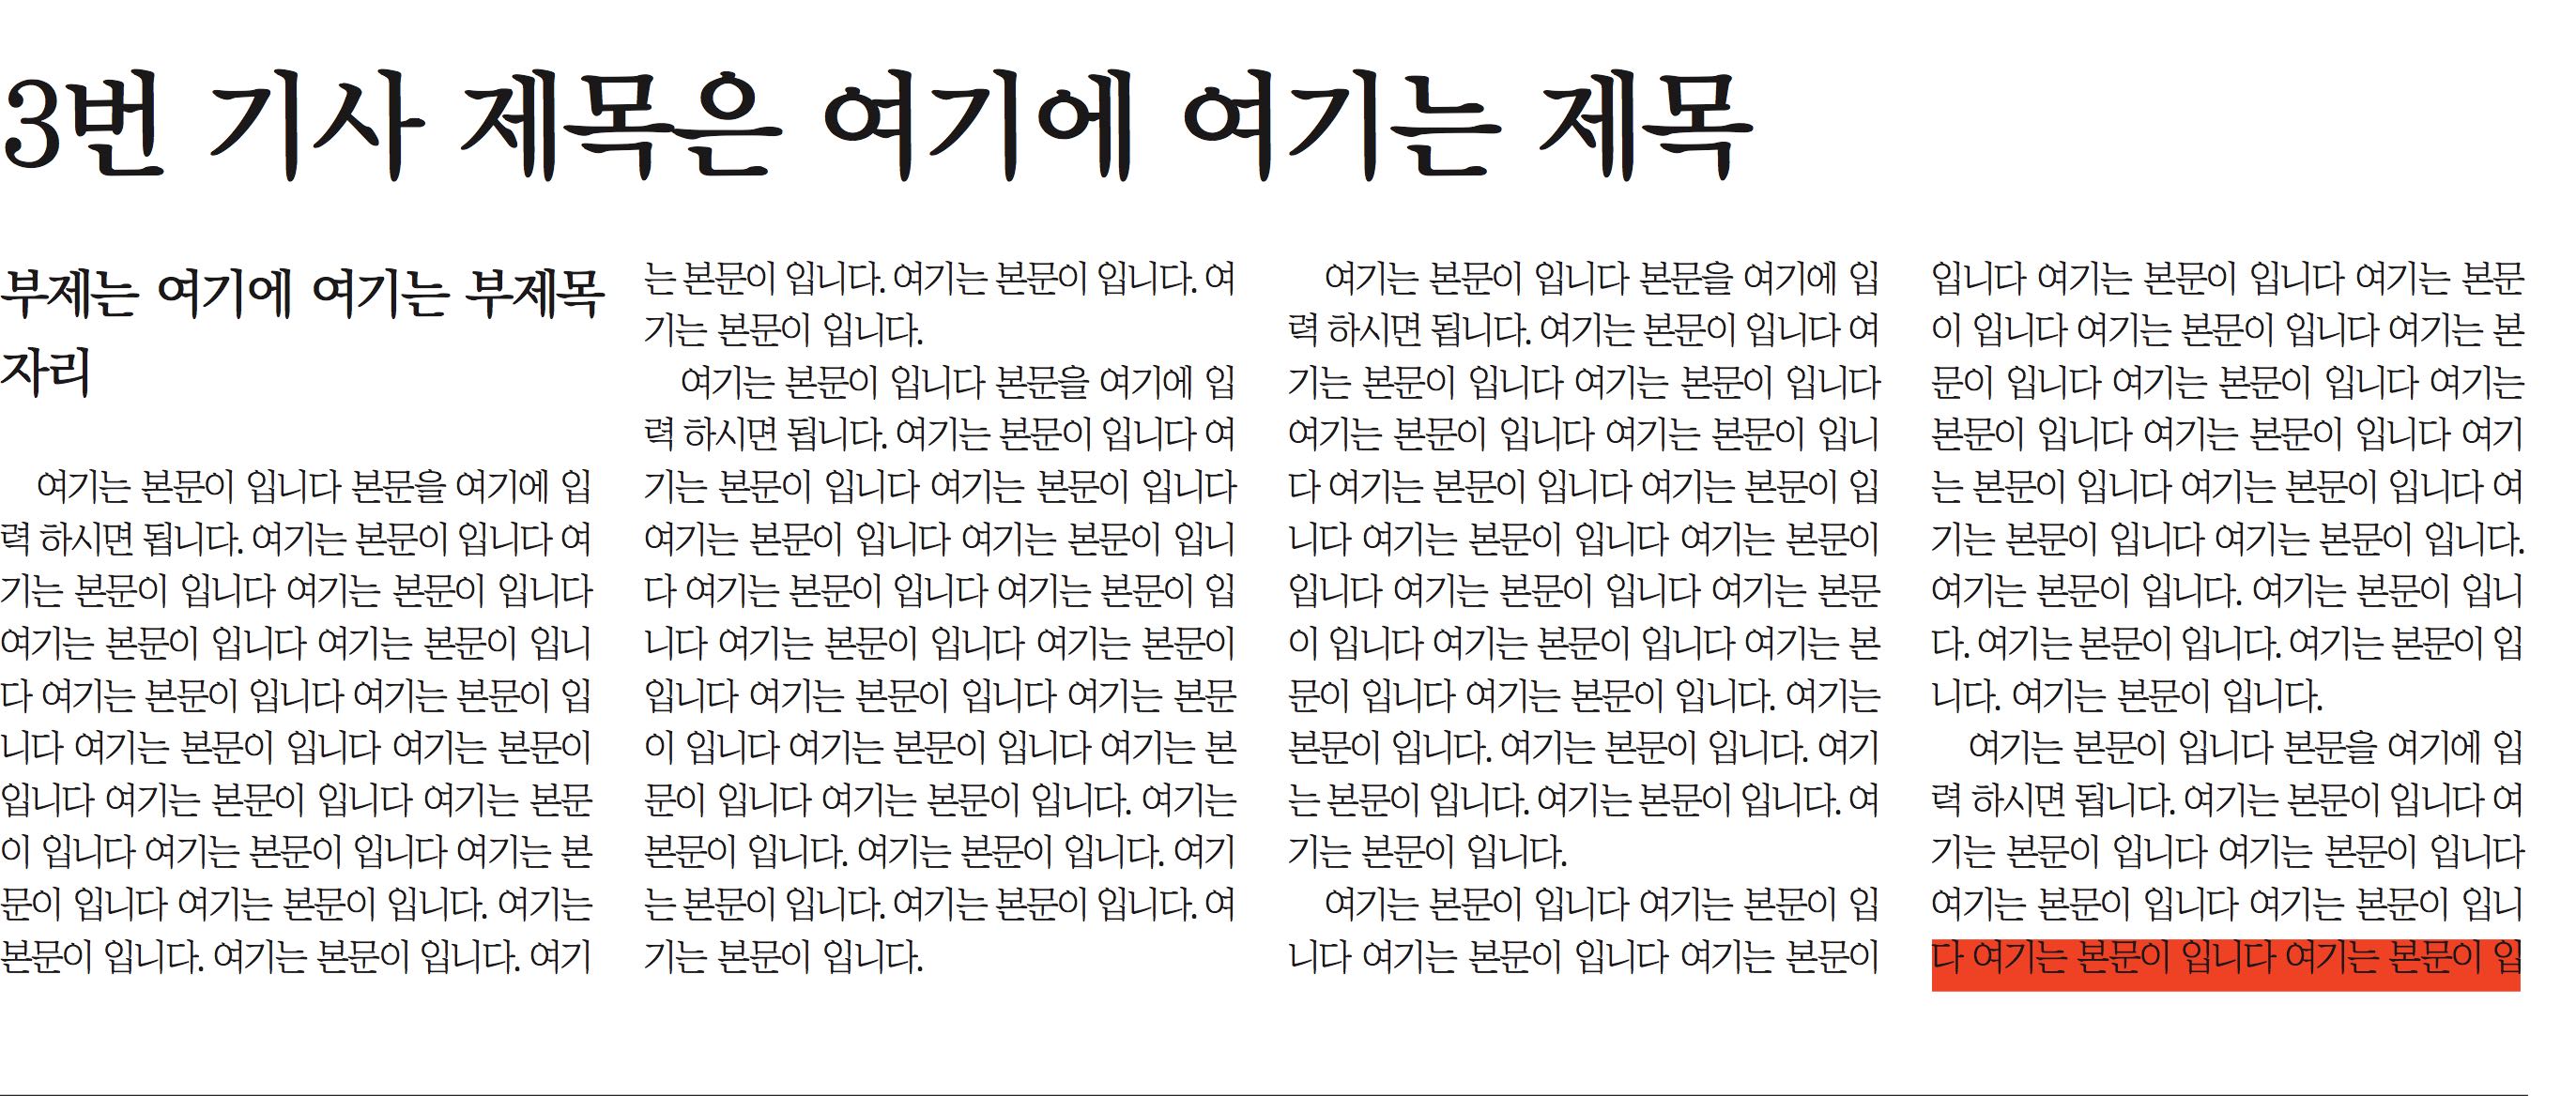 3번 기사 제목은 여기에 여기는 제목
부제는 여기에 여기는 부제목
자리
여기는 본문이 입니다 본문을 여기에 입
력 하시면 됩니다. 여기는 본문이 입니다 여
기는 본문이 입니다 여기는 본문이 입니다
여기는 본문이 입니다 여기는 본문이 입니
다 여기는 본문이 입니다 여기는 본문이 입
니다 여기는 본문이 입니다 여기는 본문이
입니다 여기는 본문이 입니다 여기는 본문
이 입니다 여기는 본문이 입니다 여기는 본
문이 입니다 여기는 본문이 입니다. 여기는
본문이 입니다. 여기는 본문이 입니다. 여기
는 본문이 입니다. 여기는 본문이 입니다. 여
기는 본문이 입니다.
여기는 본문이 입니다 본문을 여기에 입
력 하시면 됩니다. 여기는 본문이 입니다 여
기는 본문이 입니다 여기는 본문이 입니다
여기는 본문이 입니다 여기는 본문이 입니
다 여기는 본문이 입니다 여기는 본문이 입
니다 여기는 본문이 입니다 여기는 본문이
입니다 여기는 본문이 입니다 여기는 본문
이 입니다 여기는 본문이 입니다 여기는 본
문이 입니다 여기는 본문이 입니다. 여기는
본문이 입니다. 여기는 본문이 입니다. 여기
는 본문이 입니다. 여기는 본문이 입니다. 여
기는 본문이 입니다.
여기는 본문이 입니다 본문을 여기에 입
력 하시면 됩니다. 여기는 본문이 입니다 여
기는 본문이 입니다 여기는 본문이 입니다
여기는 본문이 입니다 여기는 본문이 입니
다 여기는 본문이 입니다 여기는 본문이 입
니다 여기는 본문이 입니다 여기는 본문이
입니다 여기는 본문이 입니다 여기는 본문
이 입니다 여기는 본문이 입니다 여기는 본
문이 입니다 여기는 본문이 입니다. 여기는
본문이 입니다. 여기는 본문이 입니다. 여기
는 본문이 입니다. 여기는 본문이 입니다. 여
기는 본문이 입니다.
여기는 본문이 입니다 여기는 본문이 입
니다 여기는 본문이 입니다 여기는 본문이
입니다 여기는 본문이 입니다 여기는 본문
이 입니다 여기는 본문이 입니다 여기는 본
문이 입니다 여기는 본문이 입니다 여기는
본문이 입니다 여기는 본문이 입니다 여기
는 본문이 입니다 여기는 본문이 입니다 여
기는 본문이 입니다 여기는 본문이 입니다.
여기는 본문이 입니다. 여기는 본문이 입니
다. 여기는 본문이 입니다. 여기는 본문이 입
니다. 여기는 본문이 입니다.
여기는 본문이 입니다 본문을 여기에 입
력 하시면 됩니다. 여기는 본문이 입니다 여
기는 본문이 입니다 여기는 본문이 입니다
여기는 본문이 입니다 여기는 본문이 입니
다 여기는 본문이 입니다 여기는 본문이 입